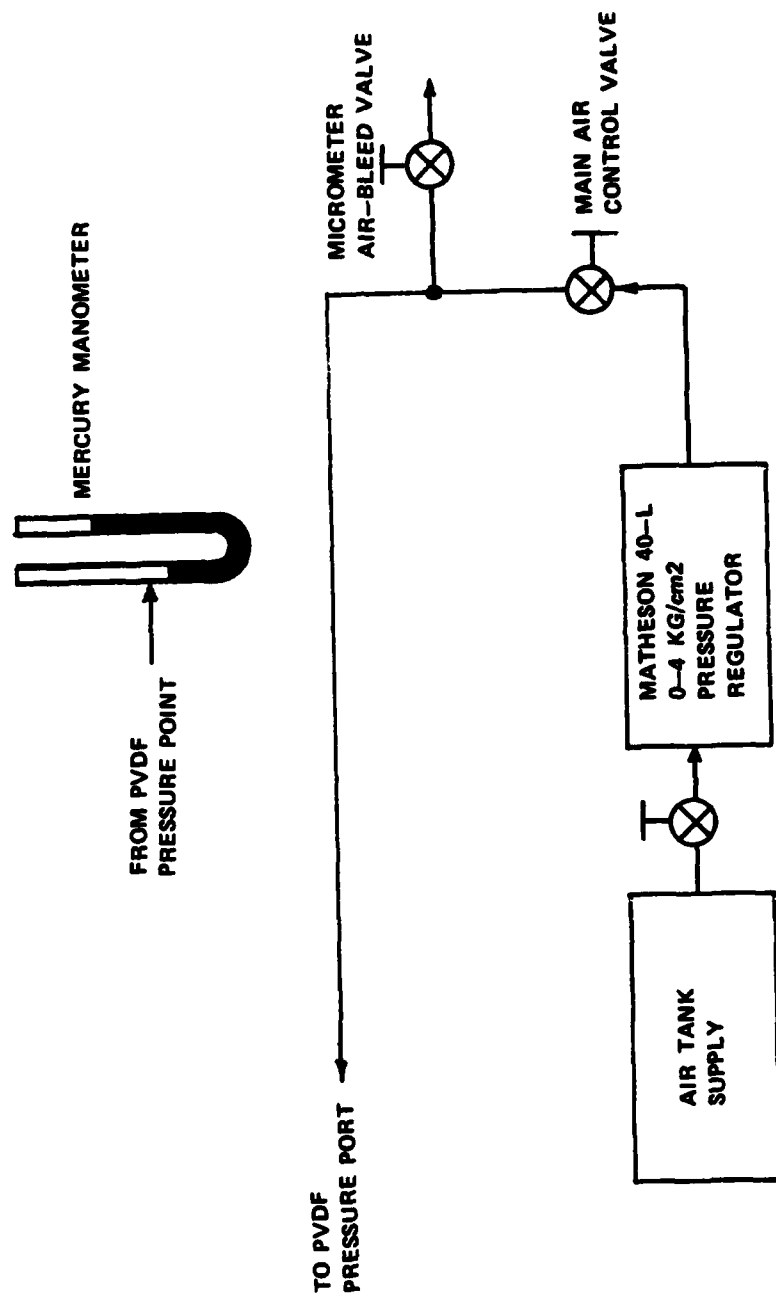 MERCURY MANOMETER
FROM PVDF
PRESSURE POINT
TO PVDF
PRESSURE PORT
MICROMETER
AIR–BLEED VALVE
MAIN AIR
CONTROL VALVE
AIR TANK
SUPPLY
MATHESON 40–L
0–4 KG/cm2
PRESSURE
REGULATOR